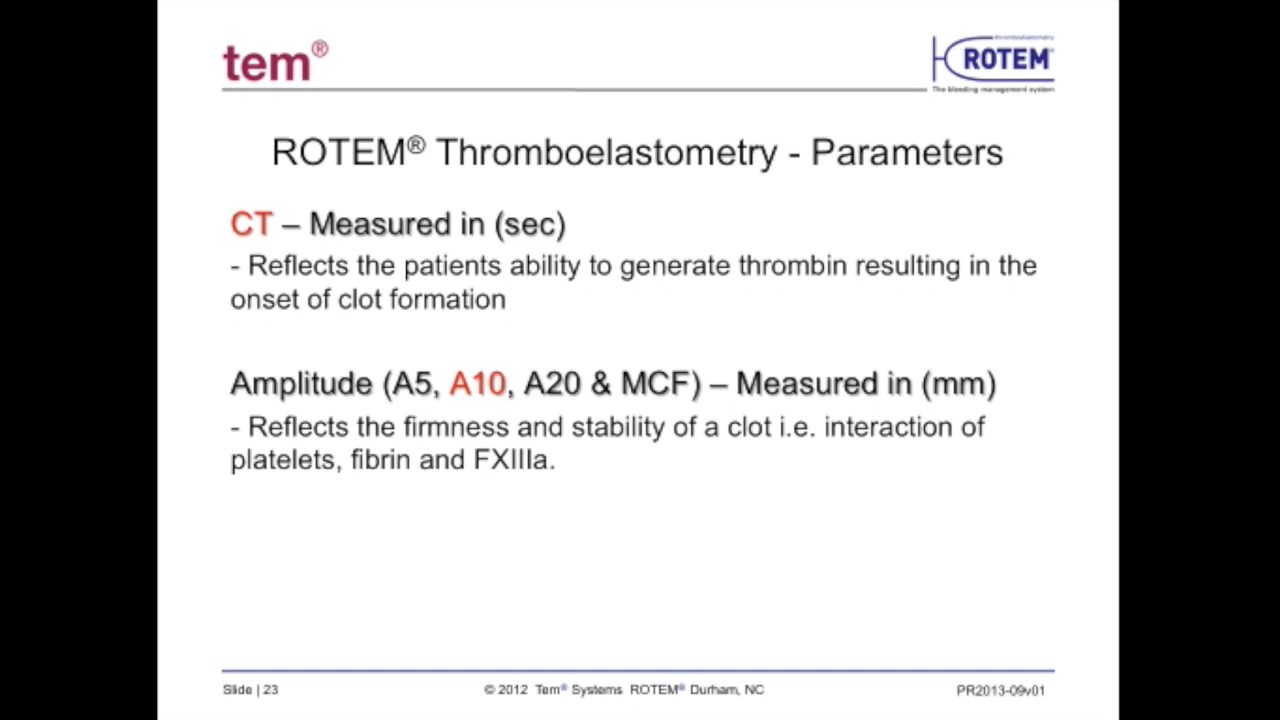 tem®
thromboelastometry
ROTEM®
The bleeding management system
ROTEM® Thromboelastometry - Parameters
CT – Measured in (sec)
- Reflects the patients ability to generate thrombin resulting in the
onset of clot formation
Amplitude (A5, A10, A20 & MCF) – Measured in (mm)
- Reflects the firmness and stability of a clot i.e. interaction of
platelets, fibrin and FXIIIa.
Slide | 23
© 2012 Tem® Systems ROTEM® Durham, NC
PR2013-09v01